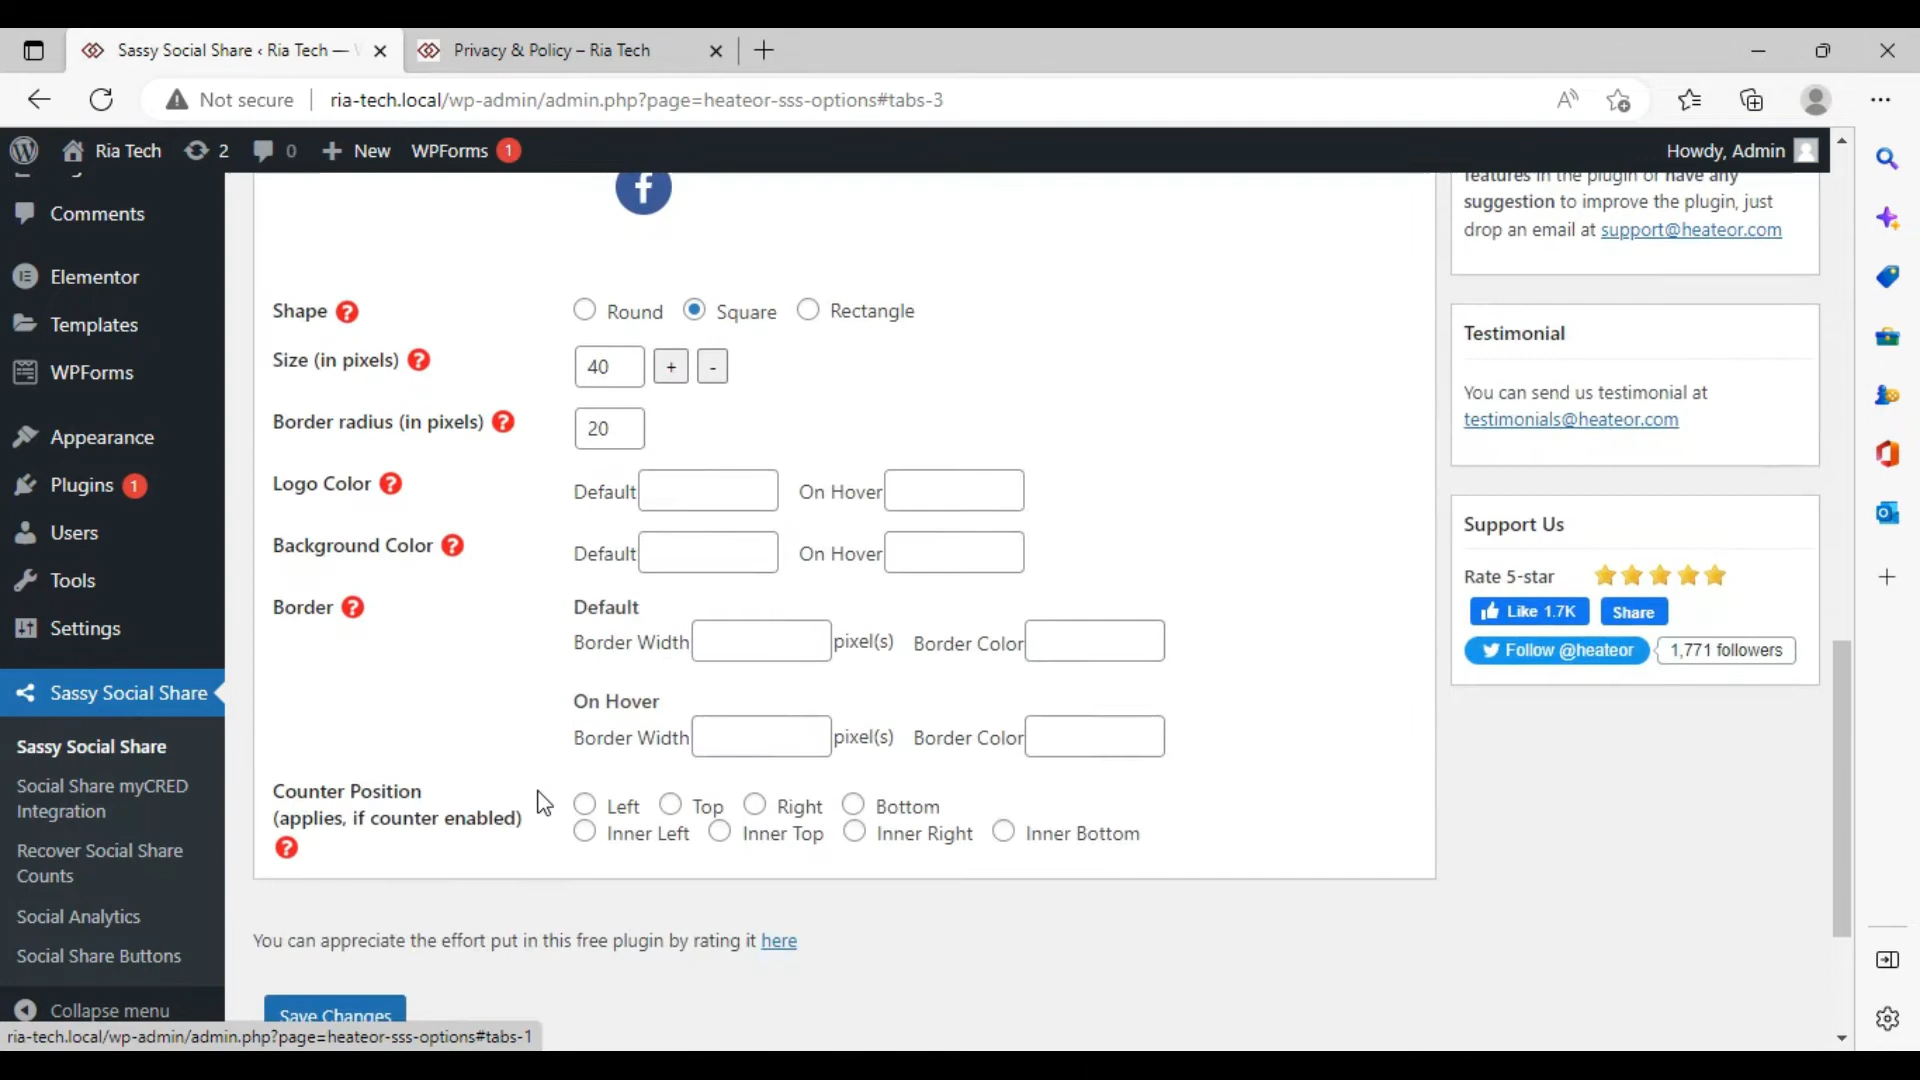 Sassy Social Share ‹ Ria Tech —
Privacy & Policy – Ria Tech
Not secure
ria-tech.local/wp-admin/admin.php?page=heateor-sss-options#tabs-3
Ria Tech
2
0
New
WPForms 1
Howdy, Admin
Comments
Elementor
Templates
WPForms
Appearance
Plugins 1
Users
Tools
Settings
Sassy Social Share
Sassy Social Share
Social Share myCRED
Integration
Recover Social Share
Counts
Social Analytics
Social Share Buttons
Collapse menu
Shape ?
Round Square Rectangle
Size (in pixels) ?
40 + -
Border radius (in pixels) ?
20
Logo Color ?
Default On Hover
Background Color ?
Default On Hover
Border ?
Default
Border Width pixel(s) Border Color
On Hover
Border Width pixel(s) Border Color
Counter Position
(applies, if counter enabled)
?
Left Top Right Bottom
Inner Left Inner Top Inner Right Inner Bottom
You can appreciate the effort put in this free plugin by rating it here
Save Changes
features in the plugin or have any
suggestion to improve the plugin, just
drop an email at support@heateor.com
Testimonial
You can send us testimonial at
testimonials@heateor.com
Support Us
Rate 5-star
Like 1.7K Share
Follow @heateor 1,771 followers
ria-tech.local/wp-admin/admin.php?page=heateor-sss-options#tabs-1